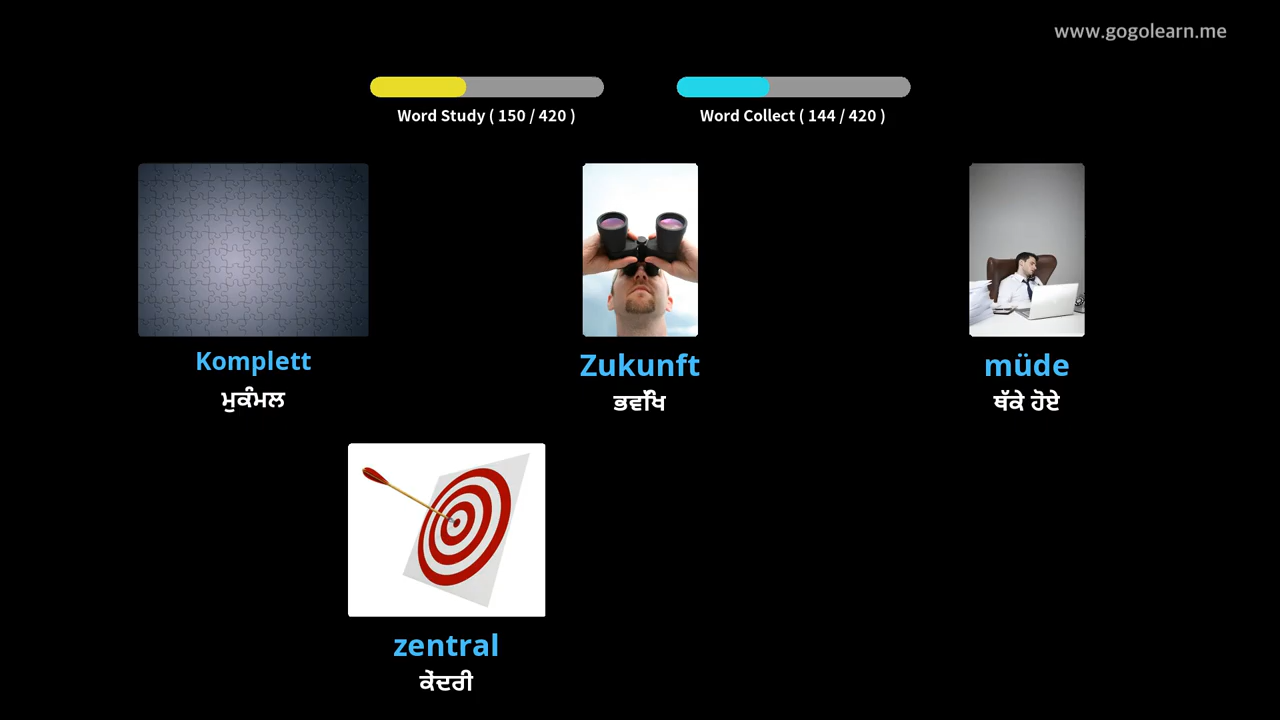 www.gogolearn.me
Word Study ( 150 / 420 )
Word Collect ( 144 / 420 )
Komplett
ਮੁਕੰਮਲ
Zukunft
ਭਵੱਖਿ
müde
ਥੱਕੇ ਹੋਏ
zentral
ਕੇਂਦਰੀ